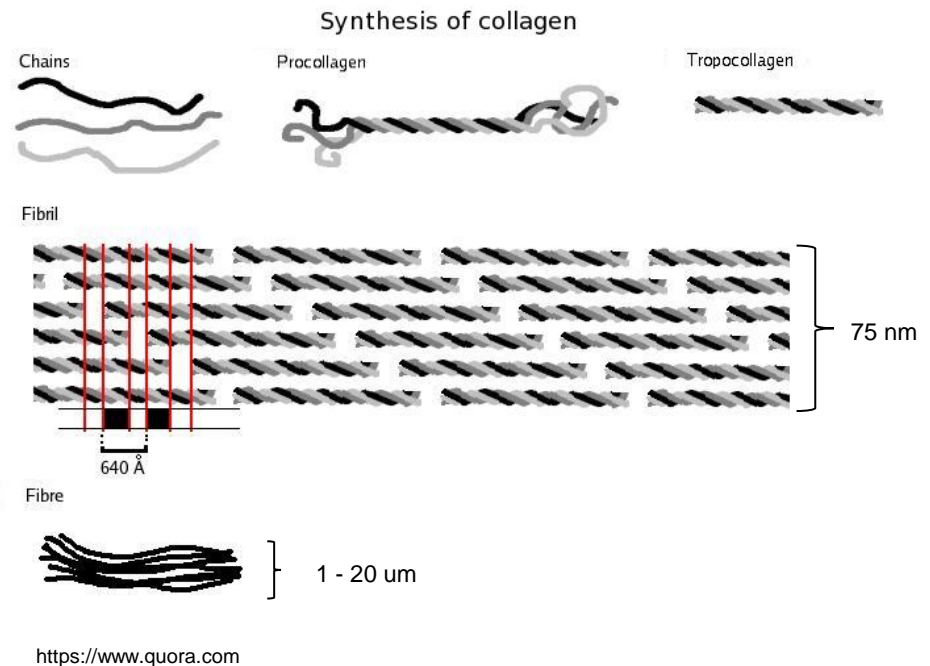 Synthesis of collagen
Chains
Procollagen
Tropocollagen
Fibril
75 nm
640 Å
Fibre
1 - 20 um
https://www.quora.com